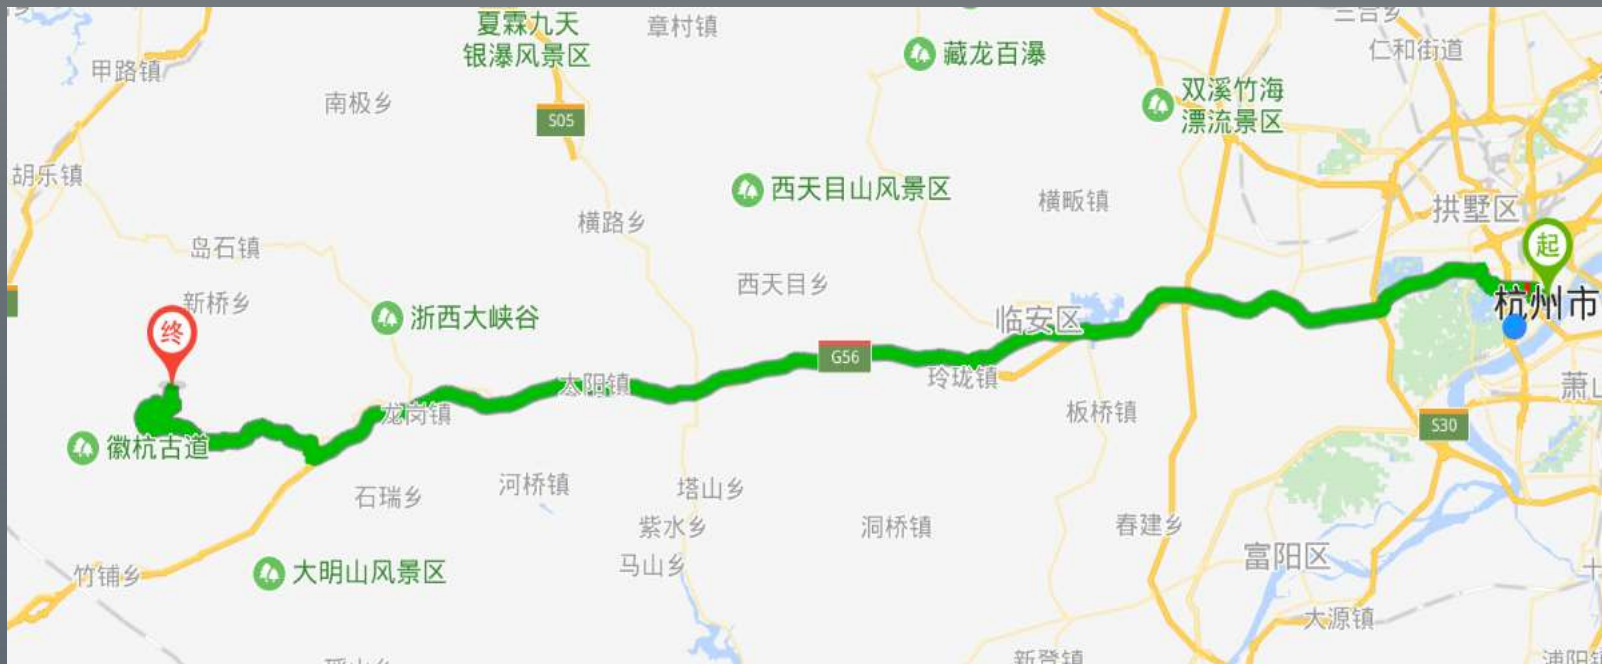 夏霖九天
银瀑风景区
章村镇
藏龙百瀑
仁和街道
甲路镇
南极乡
S05
双溪竹海
漂流景区
胡乐镇
西天目山风景区
横畈镇
拱墅区
横路乡
岛石镇
起
西天目乡
新桥乡
浙西大峡谷
临安区
杭州市
终
G56
玲珑镇
太阳镇
萧山
龙岗镇
板桥镇
S30
徽杭古道
石瑞乡
河桥镇
塔山乡
紫水乡
洞桥镇
春建乡
马山乡
富阳区
竹铺乡
大明山风景区
大源镇
新登镇